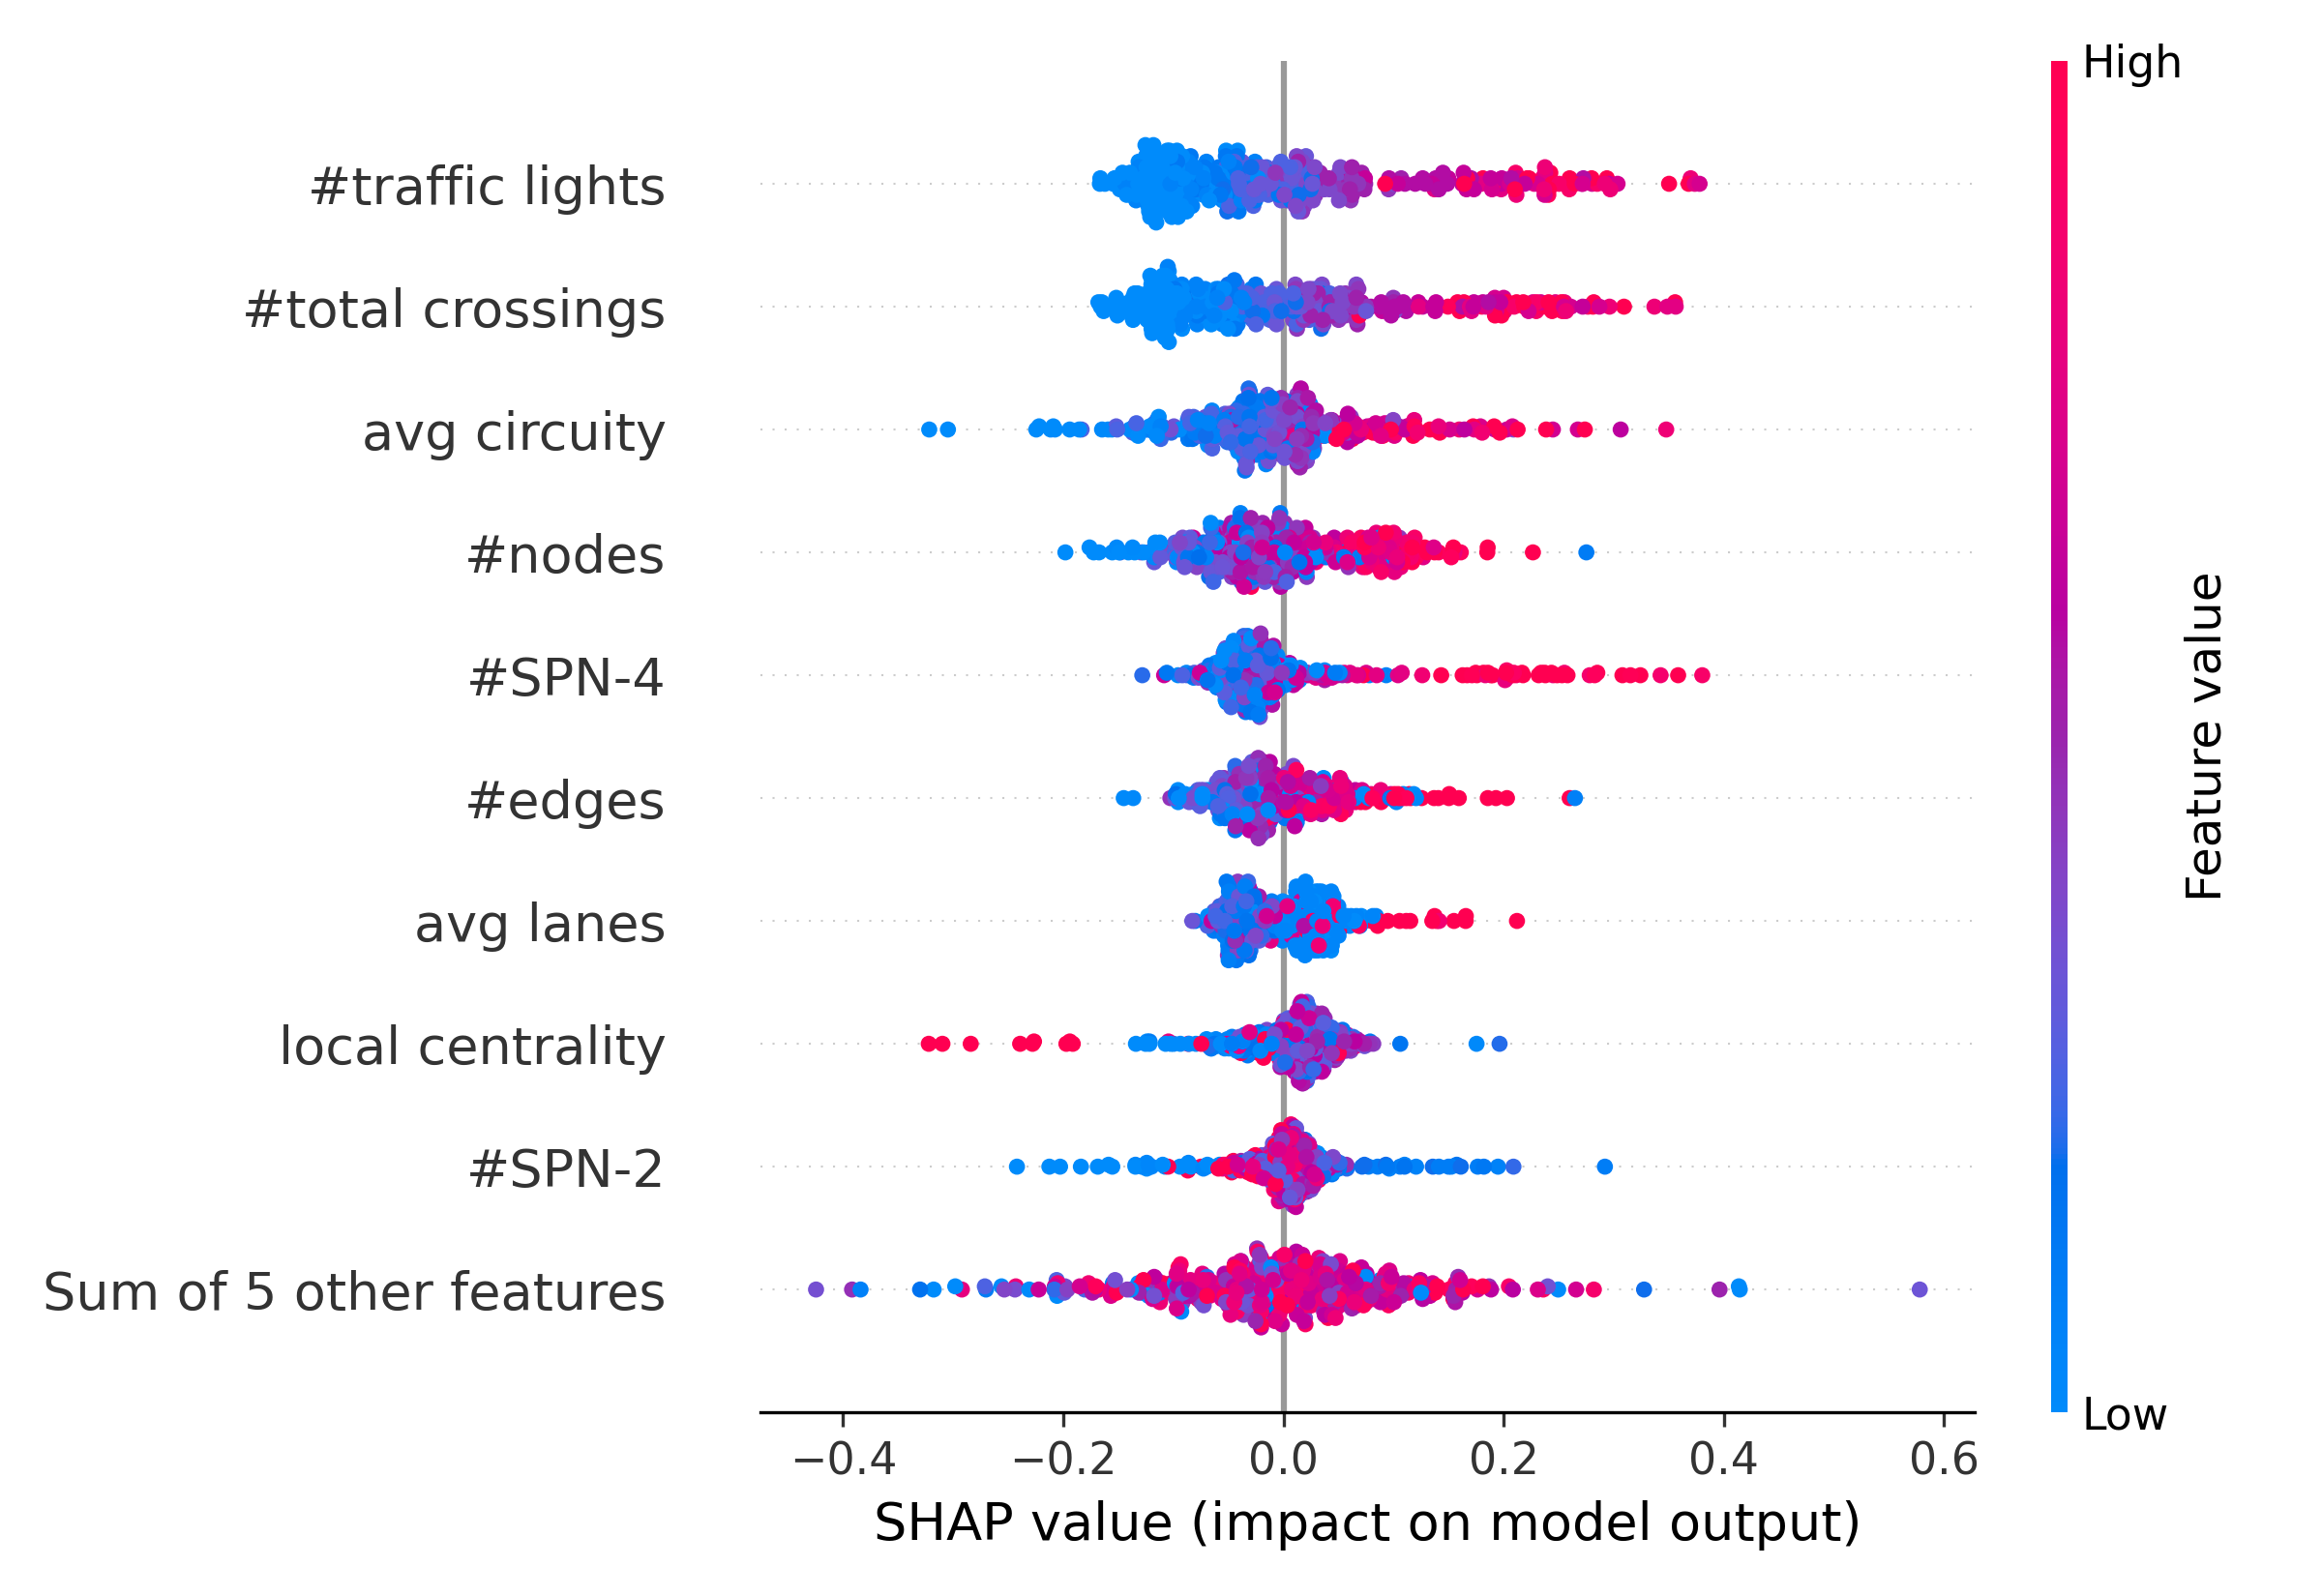 High
#traffic lights
#total crossings
avg circuity
#nodes
#SPN-4
#edges
avg lanes
local centrality
#SPN-2
Sum of 5 other features
Feature value
Low
−0.4 −0.2 0.0 0.2 0.4 0.6
SHAP value (impact on model output)